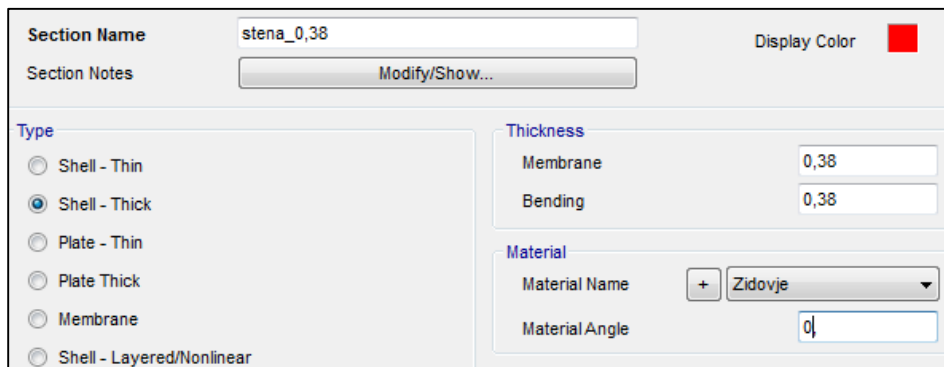 Section Name stena_0,38 Display Color
Section Notes Modify/Show...
Type
Shell - Thin
Shell - Thick
Plate - Thin
Plate Thick
Membrane
Shell - Layered/Nonlinear
Thickness
Membrane 0,38
Bending 0,38
Material
Material Name + Zidovje
Material Angle 0,